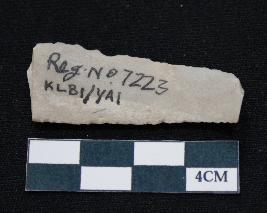 Reg. No 7223
KLB1/YA1
4CM